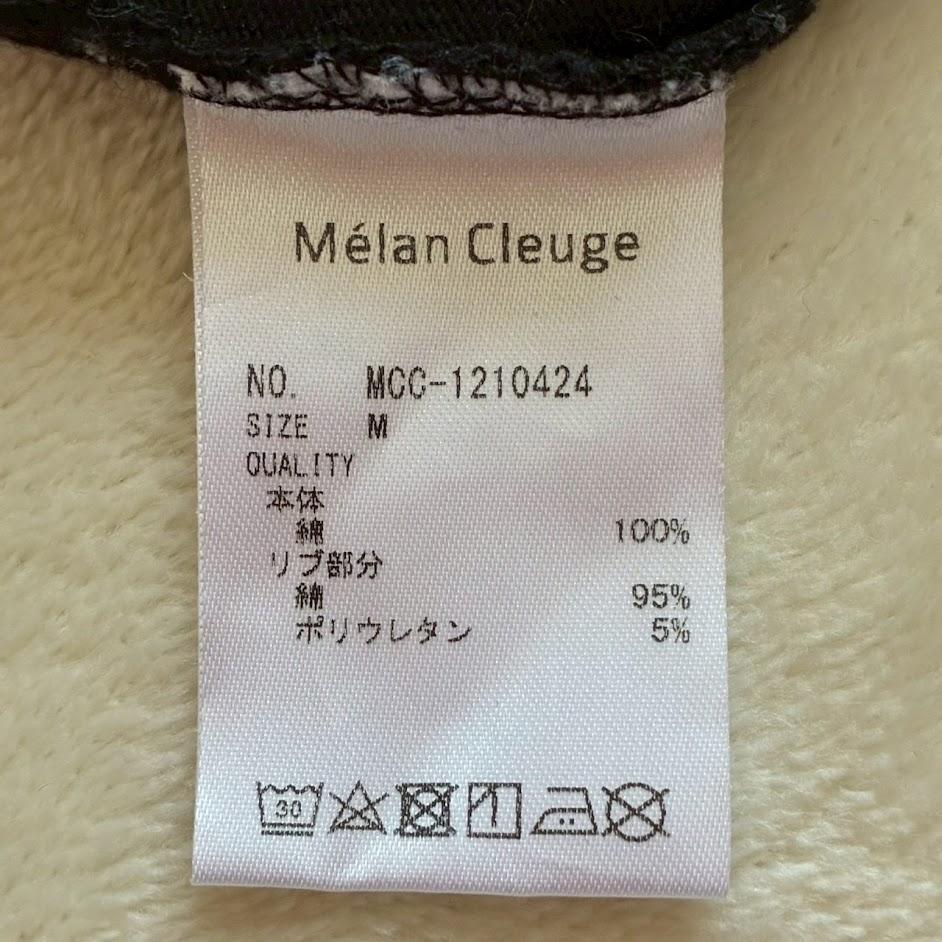 Mélan Cleuge
NO. MCC-1210424
SIZE M
QUALITY
本体
綿 100%
リブ部分
綿 95%
ポリウレタン 5%
30